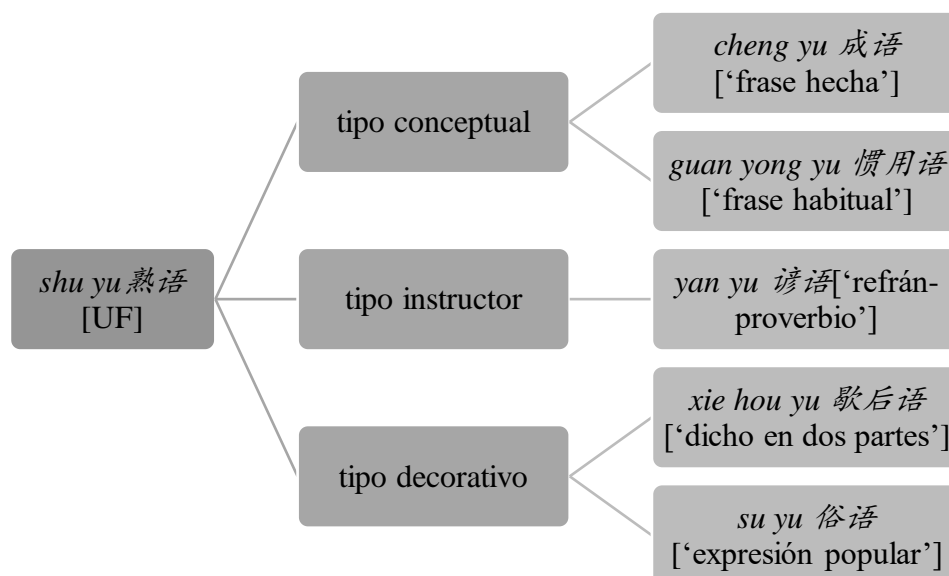 shu yu 熟语
[UF]
tipo conceptual
cheng yu 成语
[‘frase hecha’]
guan yong yu 惯用语
[‘frase habitual’]
tipo instructor
yan yu 谚语[‘refrán-
proverbio’]
tipo decorativo
xie hou yu 歇后语
[‘dicho en dos partes’]
su yu 俗语
[‘expresión popular’]